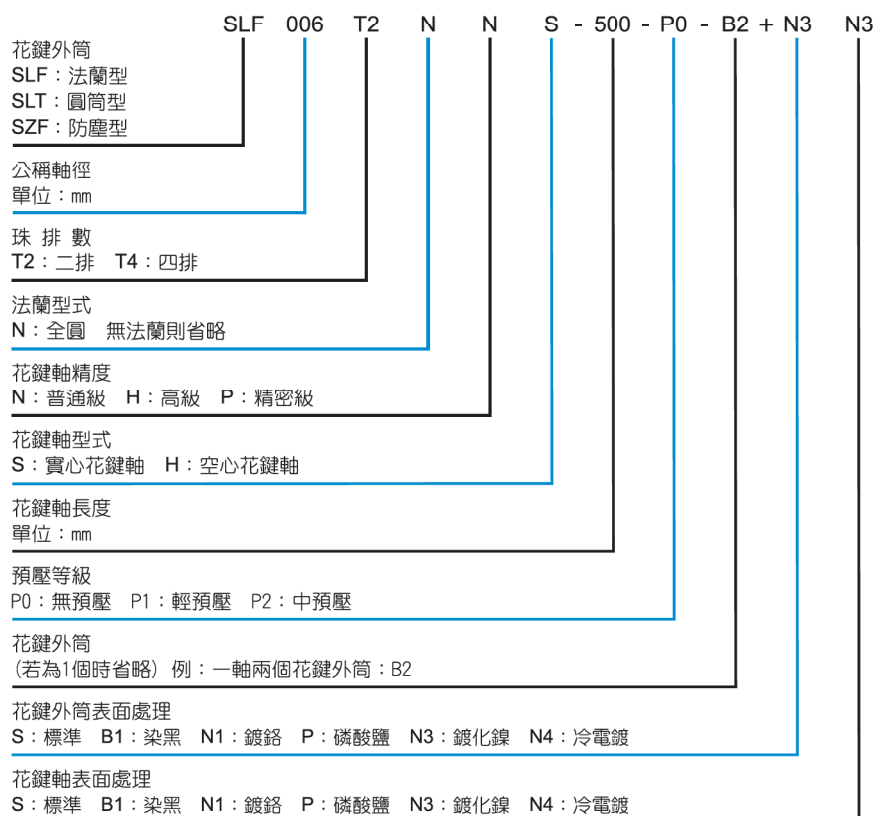 SLF 006 T2 N N S - 500 - P0 - B2 + N3 N3
花鍵外筒
SLF：法蘭型
SLT：圓筒型
SZF：防塵型
公稱軸徑
單位：mm
珠 排 數
T2：二排 T4：四排
法蘭型式
N：全圓 無法蘭則省略
花鍵軸精度
N：普通級 H：高級 P：精密級
花鍵軸型式
S：實心花鍵軸 H：空心花鍵軸
花鍵軸長度
單位：mm
預壓等級
P0：無預壓 P1：輕預壓 P2：中預壓
花鍵外筒
(若為1個時省略) 例：一軸兩個花鍵外筒：B2
花鍵外筒表面處理
S：標準 B1：染黑 N1：鍍鉻 P：磷酸鹽 N3：鍍化鎳 N4：冷電鍍
花鍵軸表面處理
S：標準 B1：染黑 N1：鍍鉻 P：磷酸鹽 N3：鍍化鎳 N4：冷電鍍